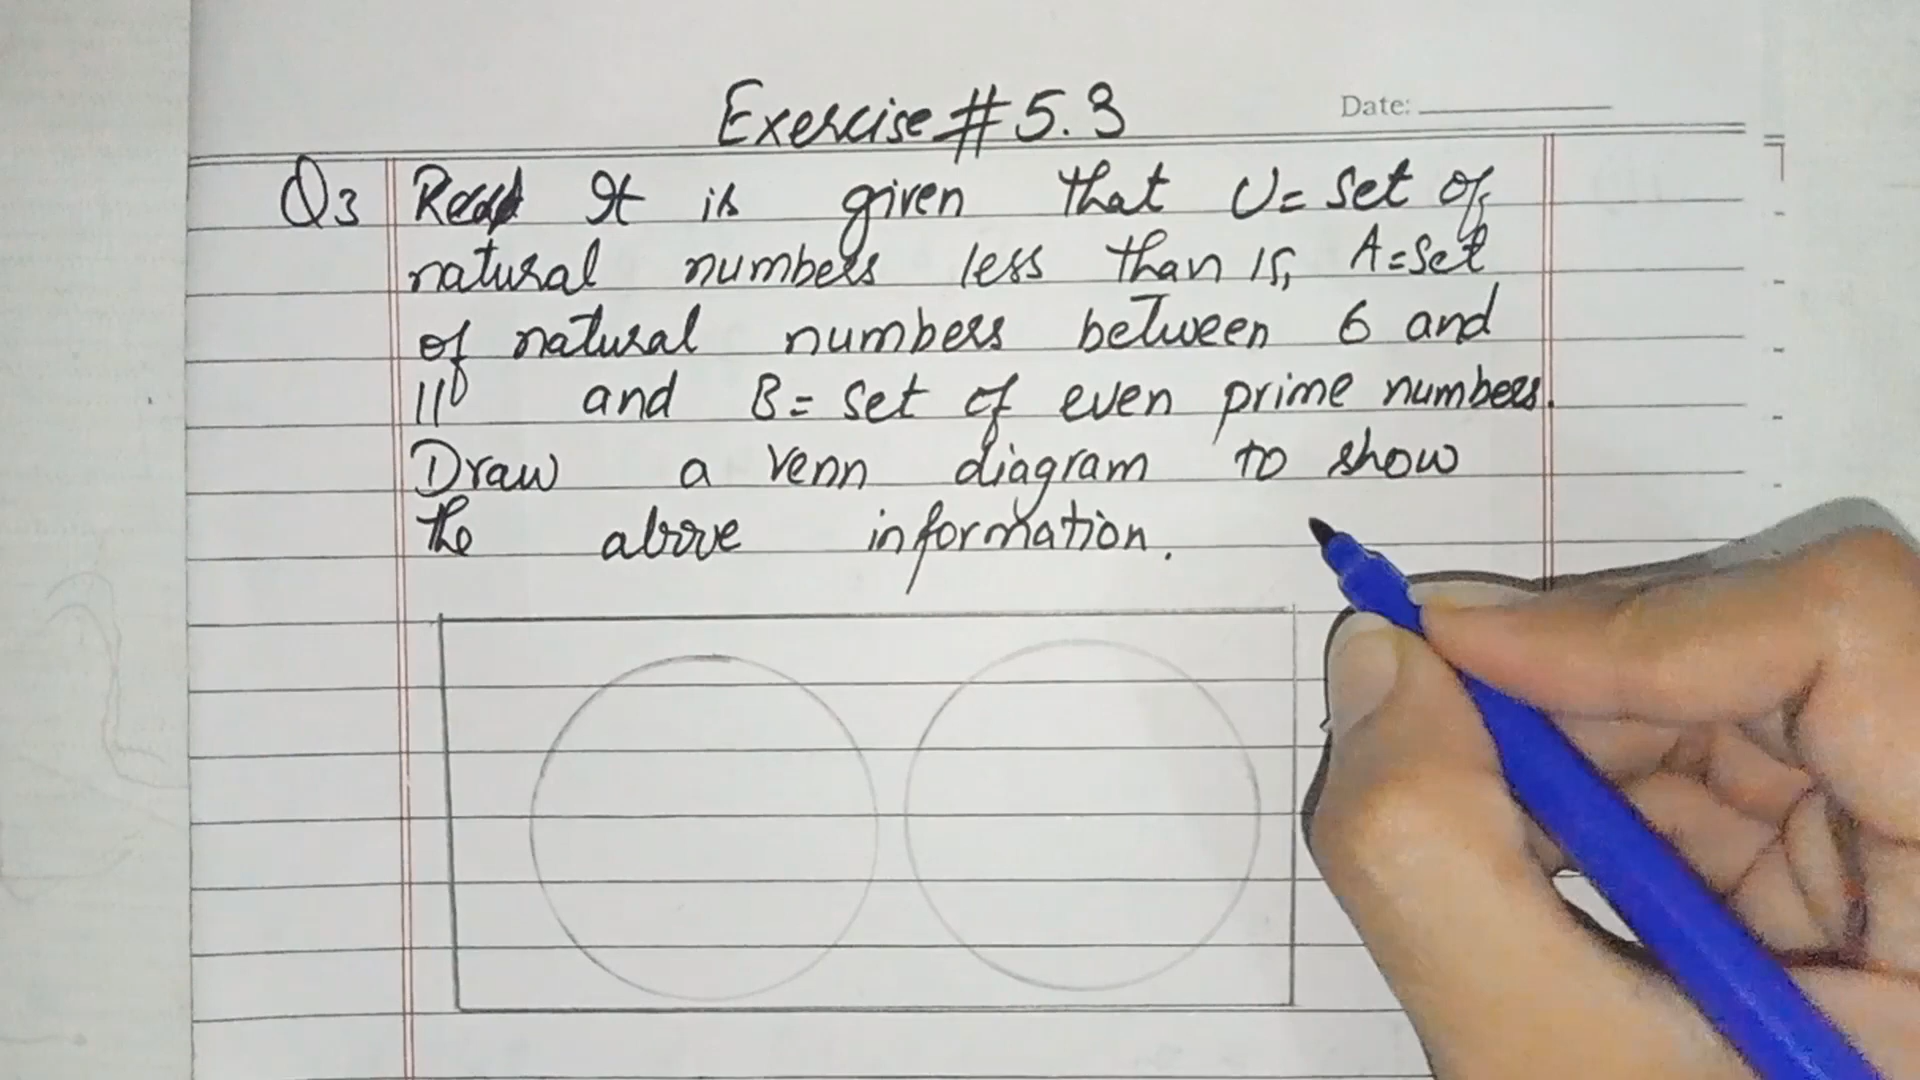 Exercise # 5.3
Date:
Q3 Read It is given that U = set of
natural numbers less than 15, A = set
of natural numbers between 6 and
11 and B = set of even prime numbers.
Draw a venn diagram to show
the above information.